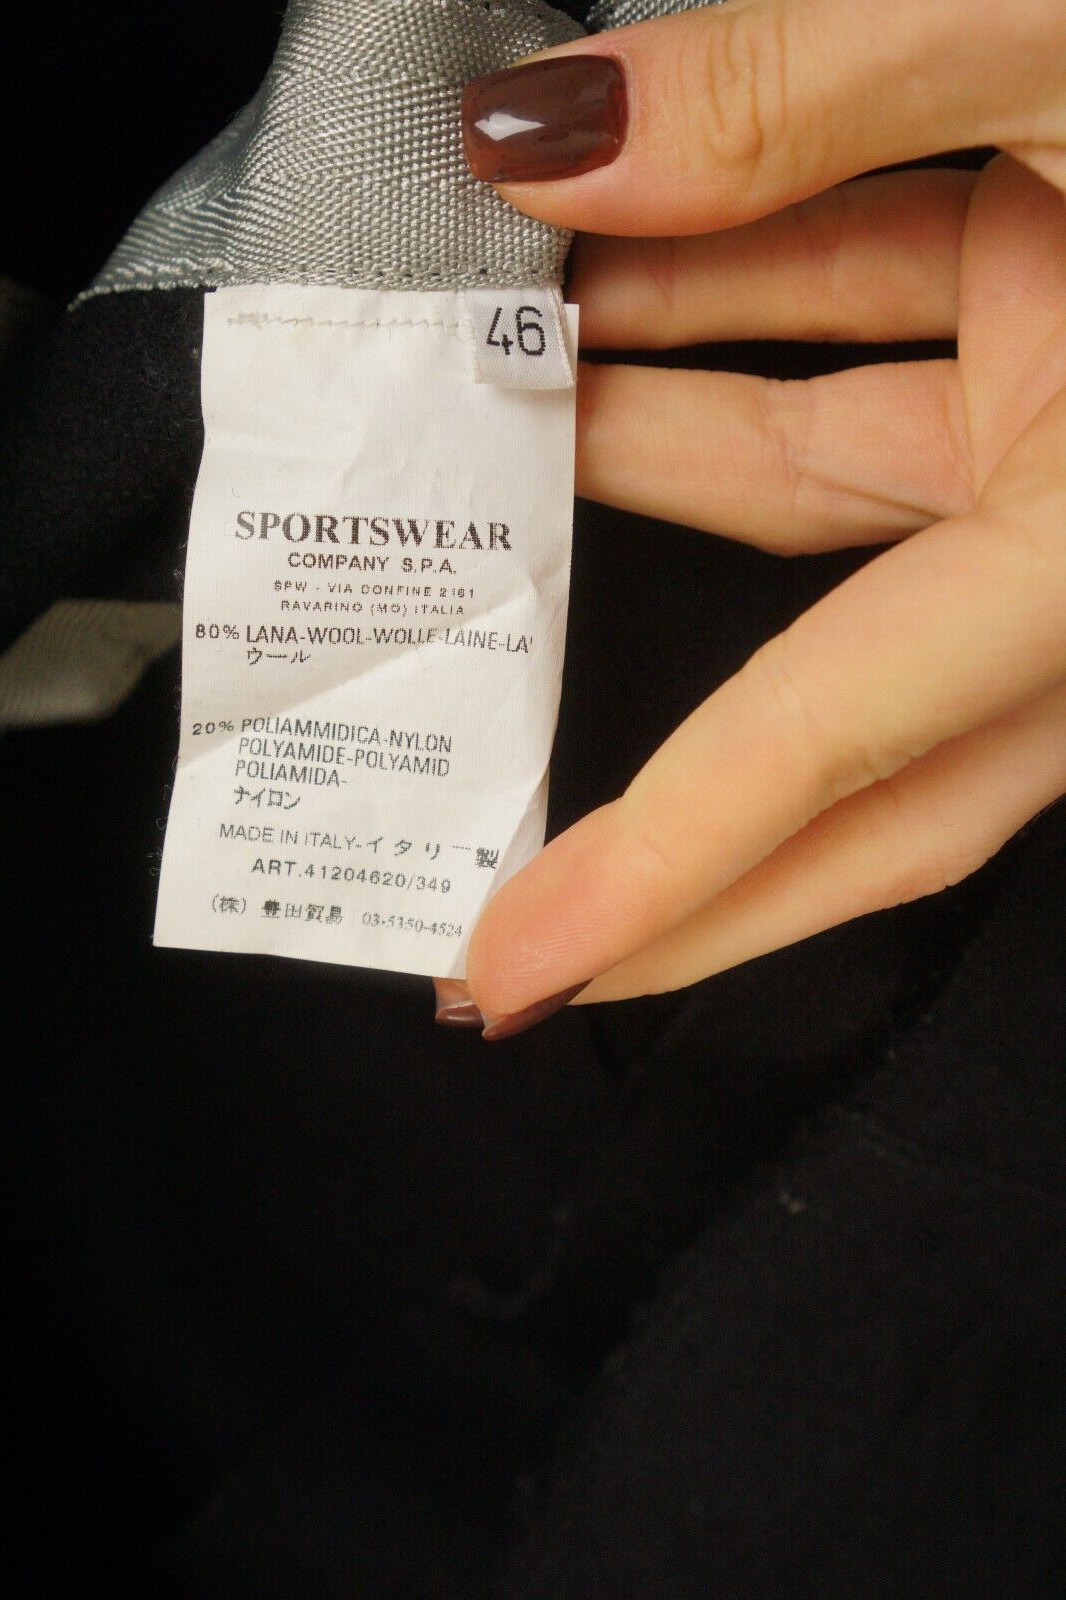 46
SPORTSWEAR
COMPANY S.P.A.
SPW - VIA CONFINE 2161
RAVARINO (MO) ITALIA
80% LANA-WOOL-WOLLE-LAINE-LA'
ウール
20% POLIAMMIDICA-NYLON
POLYAMIDE-POLYAMID
POLIAMIDA-
ナイロン
MADE IN ITALY-イタリー製
ART.41204620/349
(株) 豊田貿易 03-5350-4524